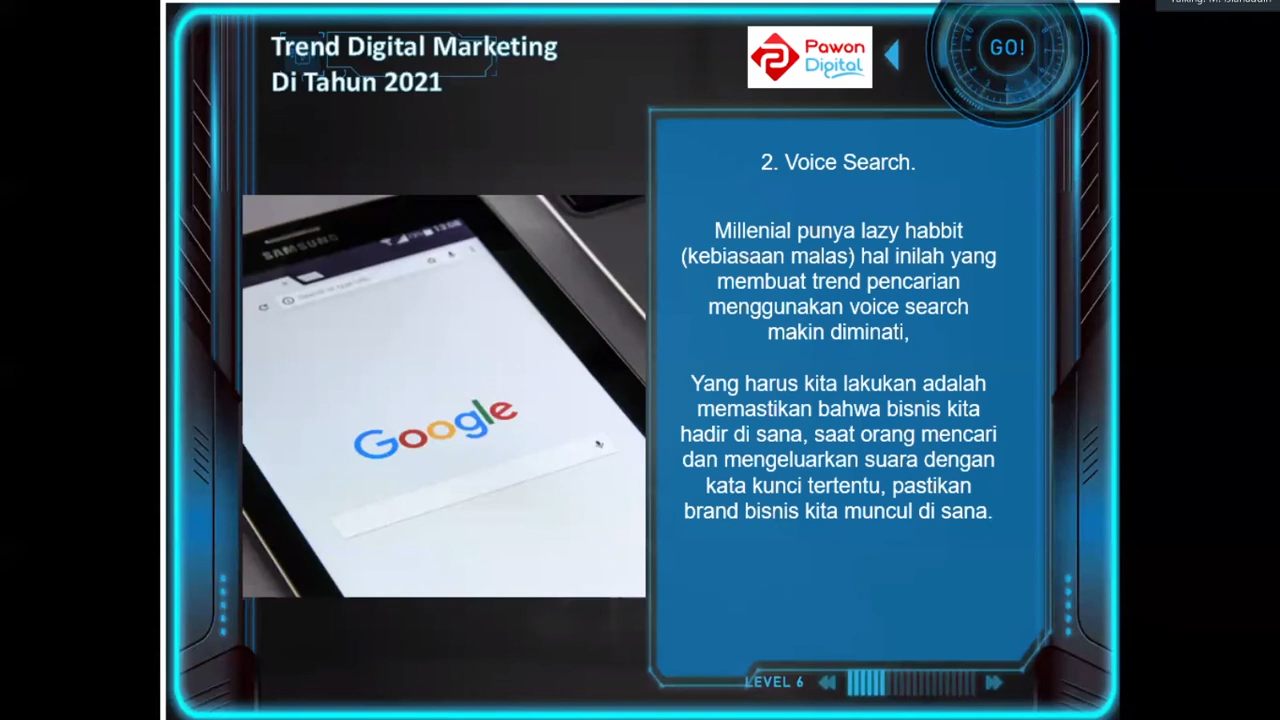 Trend Digital Marketing
Di Tahun 2021
Pawon
Dipital
GO!
2. Voice Search.
Millenial punya lazy habbit
(kebiasaan malas) hal inilah yang
membuat trend pencarian
menggunakan voice search
makin diminati,
Yang harus kita lakukan adalah
memastikan bahwa bisnis kita
hadir di sana, saat orang mencari
dan mengeluarkan suara dengan
kata kunci tertentu, pastikan
brand bisnis kita muncul di sana.
SAMSUNG
Google
LEVEL 6